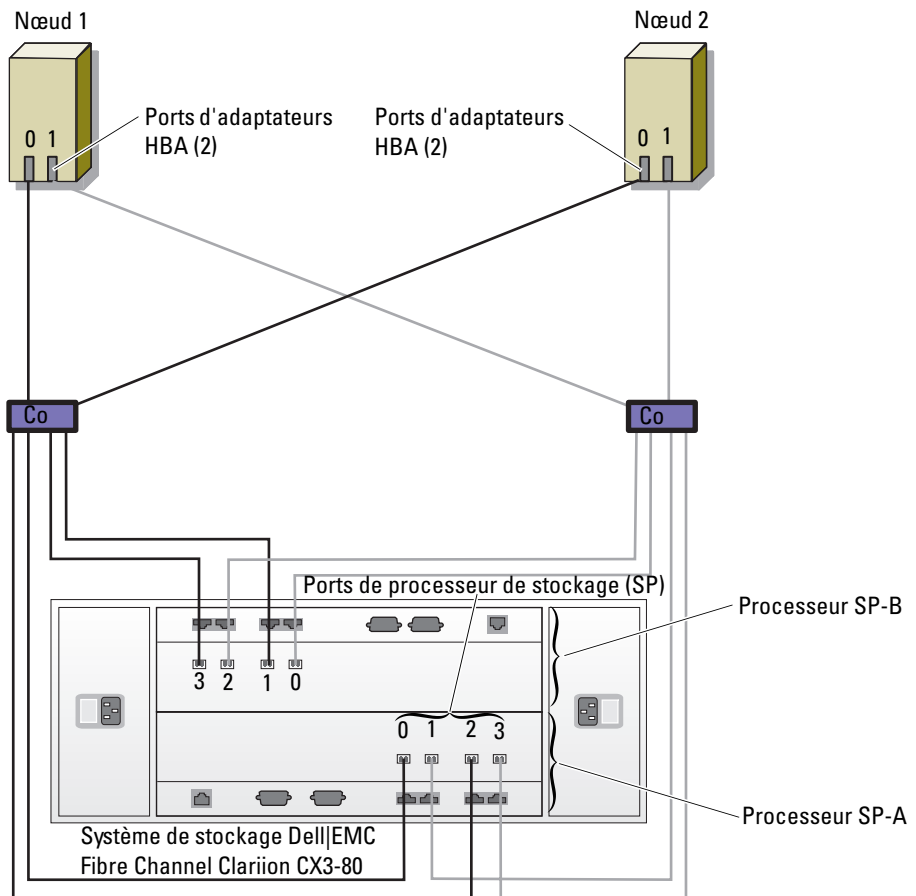 Nœud 1
Nœud 2
Ports d'adaptateurs
HBA (2)
Ports d'adaptateurs
HBA (2)
0 1
0 1
Co
Co
Ports de processeur de stockage (SP)
Processeur SP-B
3 2 1 0
0 1 2 3
Processeur SP-A
Système de stockage Dell|EMC
Fibre Channel Clariion CX3-80